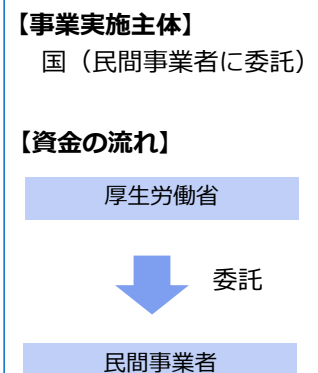 【事業実施主体】
国（民間事業者に委託）
【資金の流れ】
厚生労働省
委託
民間事業者